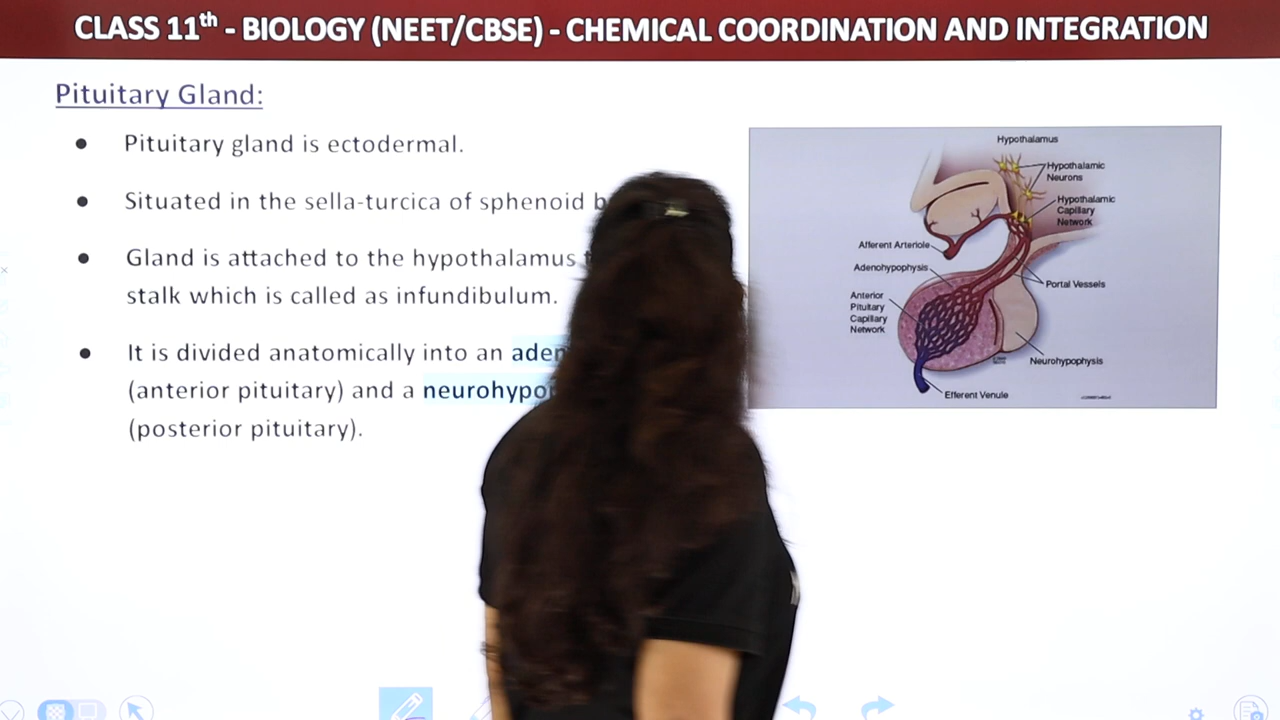 CLASS 11th - BIOLOGY (NEET/CBSE) - CHEMICAL COORDINATION AND INTEGRATION
Pituitary Gland:
• Pituitary gland is ectodermal.
• Situated in the sella-turcica of sphenoid
• Gland is attached to the hypothalamus
stalk which is called as infundibulum.
• It is divided anatomically into an
(anterior pituitary) and a
(posterior pituitary).
Hypothalamus
Hypothalamic
Neurons
Hypothalamic
Capillary
Network
Afferent Arteriole
Adenohypophysis
Portal Vessels
Anterior
Pituitary
Capillary
Network
Neurohypophysis
Efferent Venule